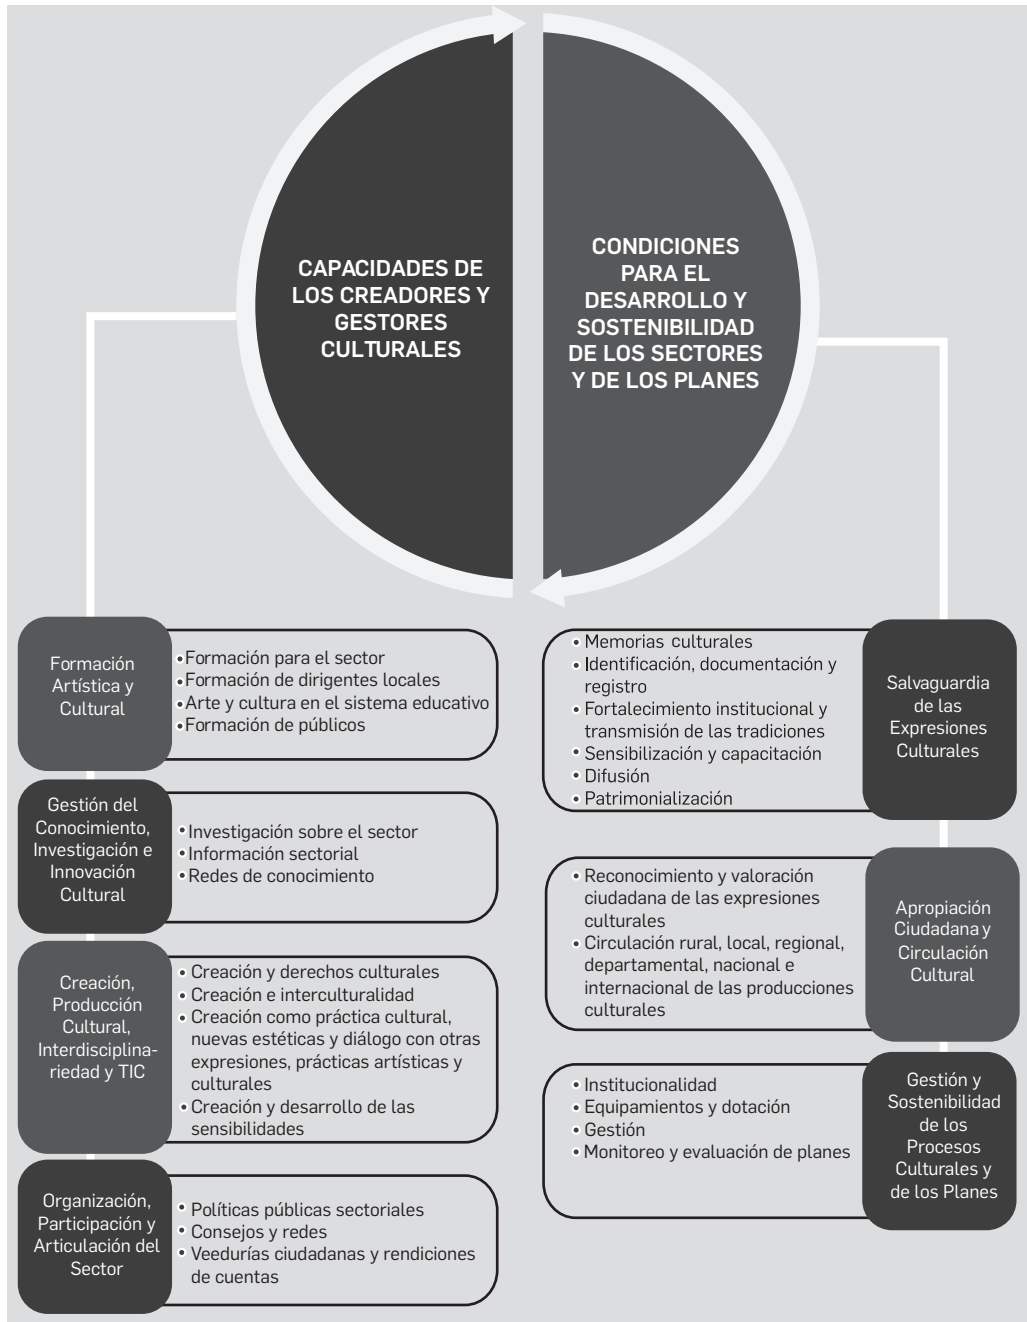 CAPACIDADES DE
LOS CREADORES Y
GESTORES
CULTURALES
CONDICIONES
PARA EL
DESARROLLO Y
SOSTENIBILIDAD
DE LOS SECTORES
Y DE LOS PLANES
Formación
Artística y
Cultural
• Formación para el sector
• Formación de dirigentes locales
• Arte y cultura en el sistema educativo
• Formación de públicos
Gestión del
Conocimiento,
Investigación e
Innovación
Cultural
• Investigación sobre el sector
• Información sectorial
• Redes de conocimiento
Creación,
Producción
Cultural,
Interdisciplina-
riedad y TIC
• Creación y derechos culturales
• Creación e interculturalidad
• Creación como práctica cultural,
nuevas estéticas y diálogo con otras
expresiones, prácticas artísticas y
culturales
• Creación y desarrollo de las
sensibilidades
Organización,
Participación y
Articulación del
Sector
• Políticas públicas sectoriales
• Consejos y redes
• Veedurías ciudadanas y rendiciones
de cuentas
• Memorias culturales
• Identificación, documentación y
registro
• Fortalecimiento institucional y
transmisión de las tradiciones
• Sensibilización y capacitación
• Difusión
• Patrimonialización
Salvaguardia
de las
Expresiones
Culturales
• Reconocimiento y valoración
ciudadana de las expresiones
culturales
• Circulación rural, local, regional,
departamental, nacional e
internacional de las producciones
culturales
Apropiación
Ciudadana y
Circulación
Cultural
• Institucionalidad
• Equipamientos y dotación
• Gestión
• Monitoreo y evaluación de planes
Gestión y
Sostenibilidad
de los
Procesos
Culturales y
de los Planes